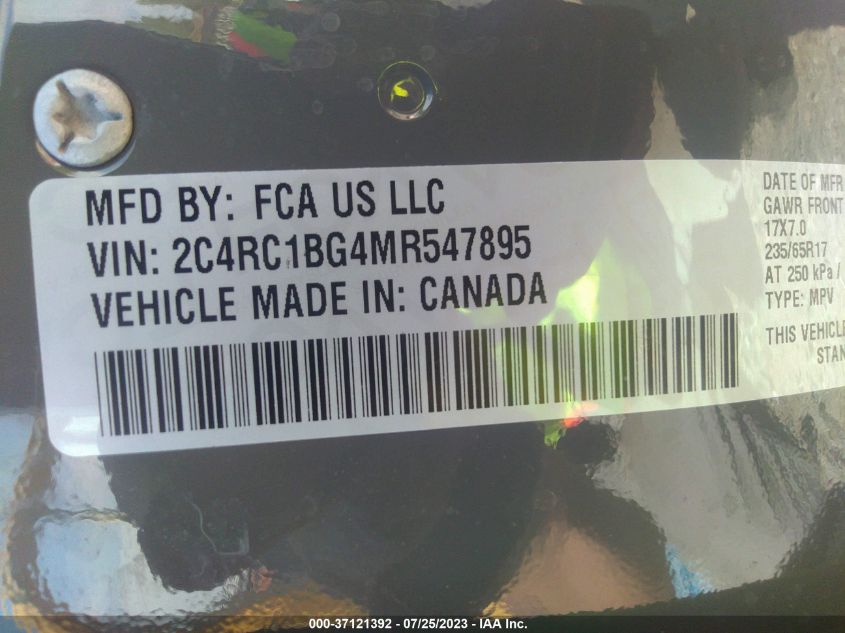 MFD BY: FCA US LLC
VIN: 2C4RC1BG4MR547895
VEHICLE MADE IN: CANADA
DATE OF MFR
GAWR FRONT
17X7.0
235/65R17
AT 250 kPa /
TYPE: MPV
THIS VEHICLE
STAN
000-37121392 - 07/25/2023 - IAA Inc.